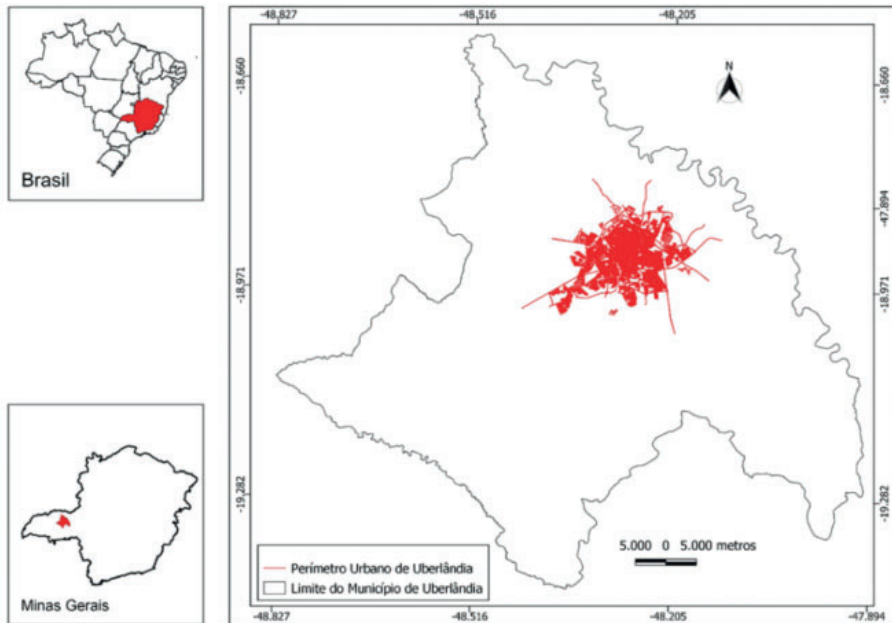 Brasil
Minas Gerais
-48.827
-48.516
-48.205
-18.660
-18.971
-19.282
N
-18.660
-47.894
-18.971
-19.282
5.000 0 5.000 metros
Perímetro Urbano de Uberlândia
Limite do Município de Uberlândia
-48.827
-48.516
-48.205
-47.894